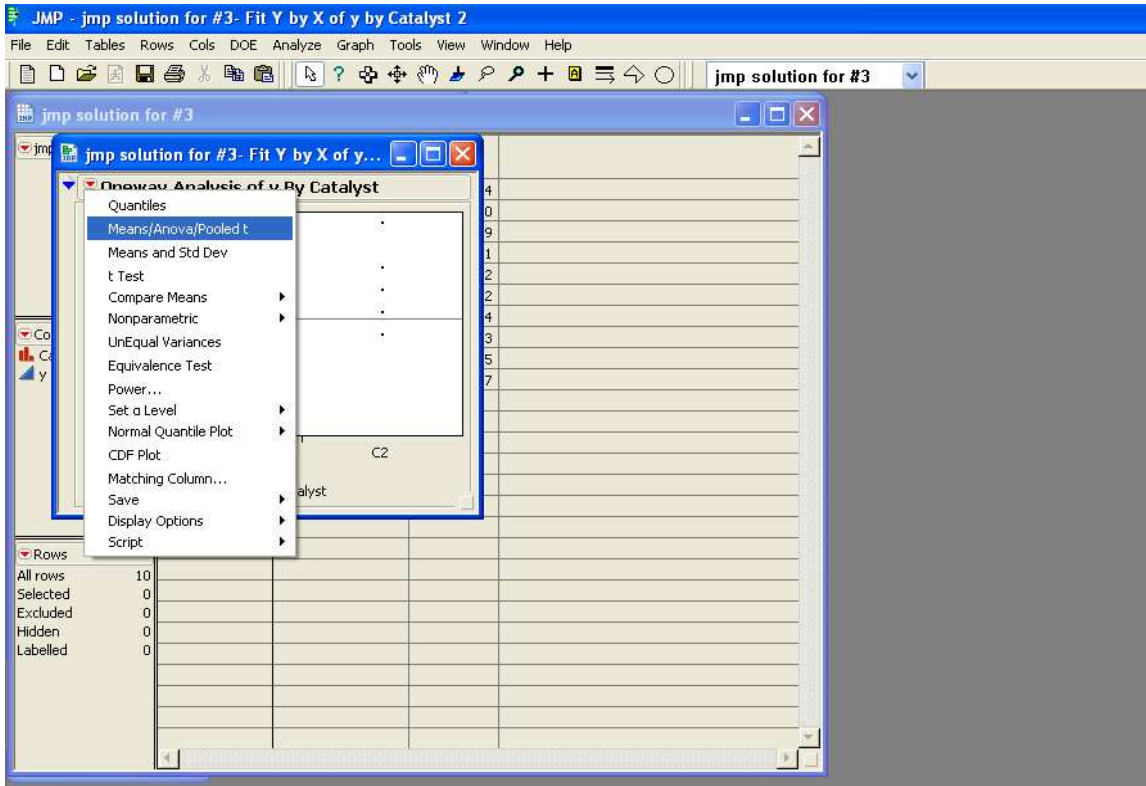 JMP - jmp solution for #3- Fit Y by X of y by Catalyst 2
File Edit Tables Rows Cols DOE Analyze Graph Tools View Window Help
jmp solution for #3
jmp solution for #3
jmp solution for #3- Fit Y by X of y...
Oneway Analysis of y By Catalyst
Quantiles
Means/Anova/Pooled t
Means and Std Dev
t Test
Compare Means
Nonparametric
UnEqual Variances
Equivalence Test
Power...
Set α Level
Normal Quantile Plot
CDF Plot
Matching Column...
Save
Display Options
Script
C2
alyst
4
0
9
1
2
2
4
3
5
7
jmp
Co
Ca
y
Rows
All rows 10
Selected 0
Excluded 0
Hidden 0
Labelled 0